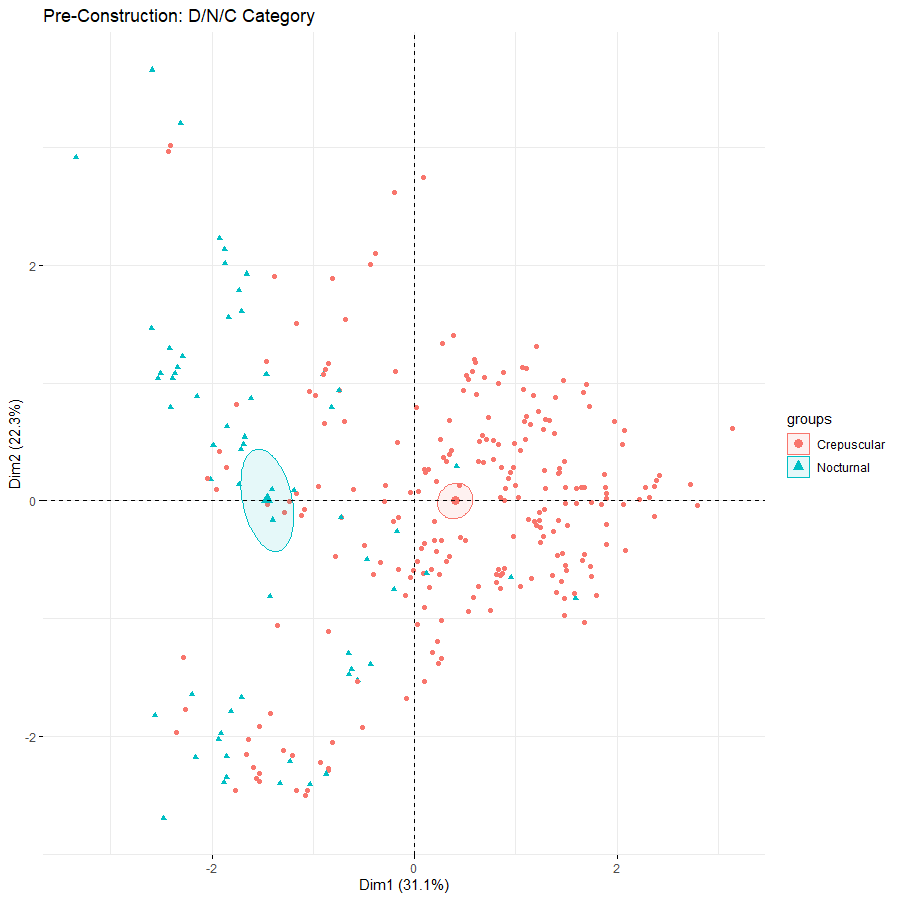 Pre-Construction: D/N/C Category
2
0
-2
Dim2 (22.3%)
-2
0
2
Dim1 (31.1%)
groups
Crepuscular
Nocturnal